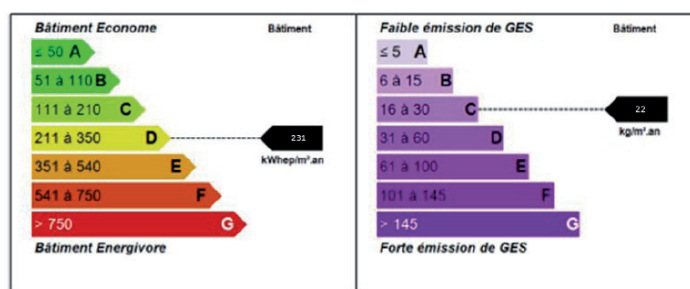 Bâtiment Econome
Bâtiment
≤ 50 A
51 à 110 B
111 à 210 C
211 à 350 D
231
kWhep/m².an
351 à 540 E
541 à 750 F
> 750 G
Bâtiment Energivore
Faible émission de GES
Bâtiment
≤ 5 A
6 à 15 B
16 à 30 C
22
kg/m².an
31 à 60 D
61 à 100 E
101 à 145 F
> 145 G
Forte émission de GES